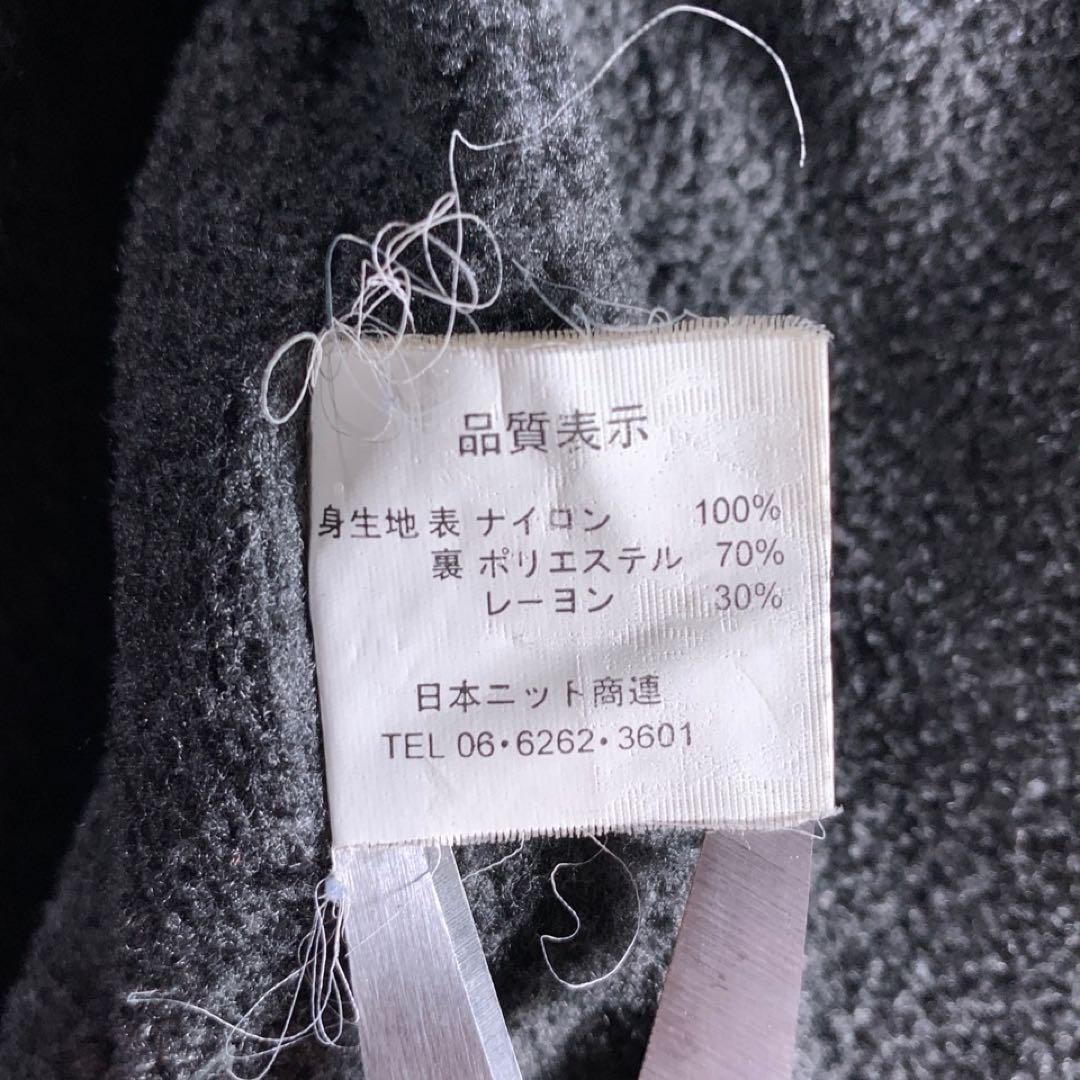 品質表示
身生地 表 ナイロン 100%
裏 ポリエステル 70%
レーヨン 30%
日本ニット商連
TEL 06・6262・3601